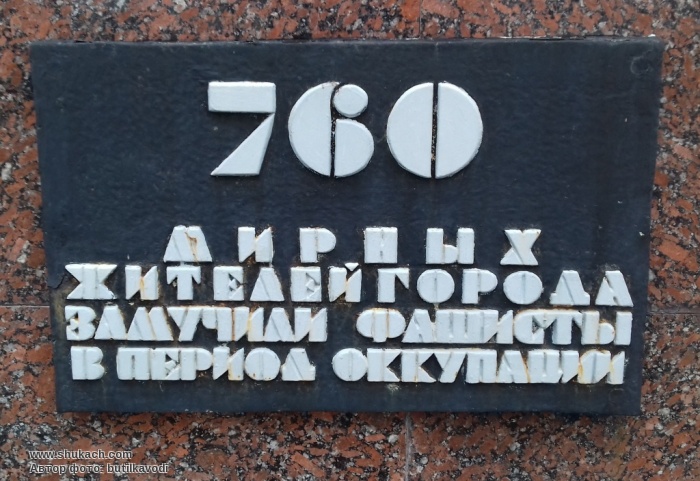 760
МИРНЫХ
ЖИТЕЛЕЙ ГОРОДА
ЗАМУЧИЛИ ФАШИСТЫ
В ПЕРИОД ОККУПАЦИИ
www.shukach.com
Автор фото: butilkavodi